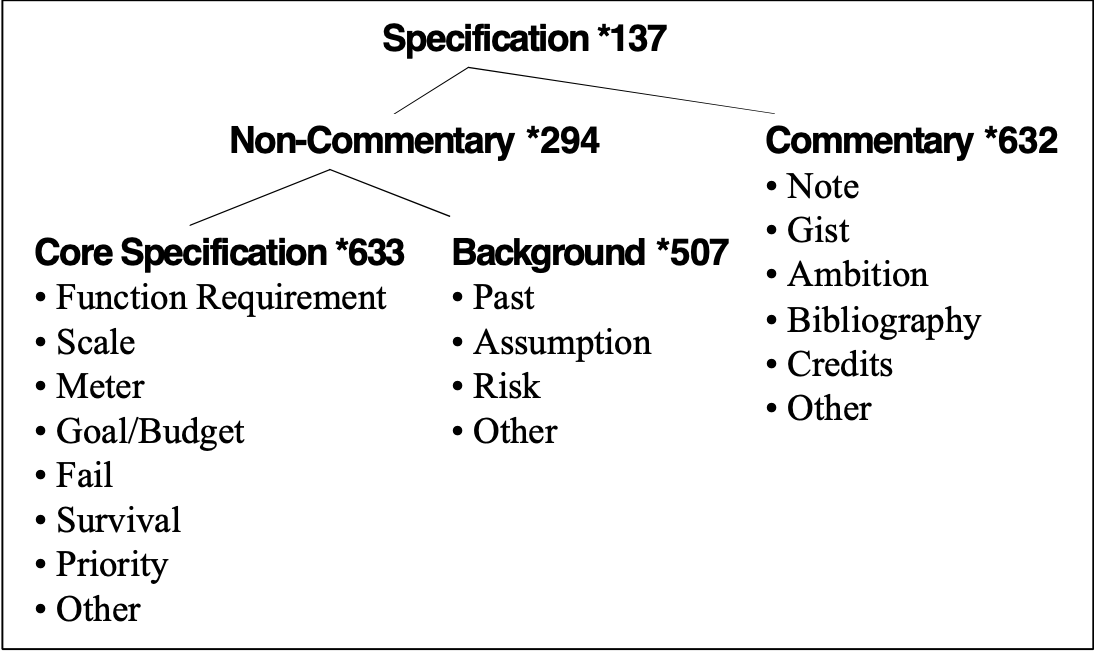 Specification *137
Non-Commentary *294
Commentary *632
• Note
• Gist
• Ambition
• Bibliography
• Credits
• Other
Core Specification *633
• Function Requirement
• Scale
• Meter
• Goal/Budget
• Fail
• Survival
• Priority
• Other
Background *507
• Past
• Assumption
• Risk
• Other